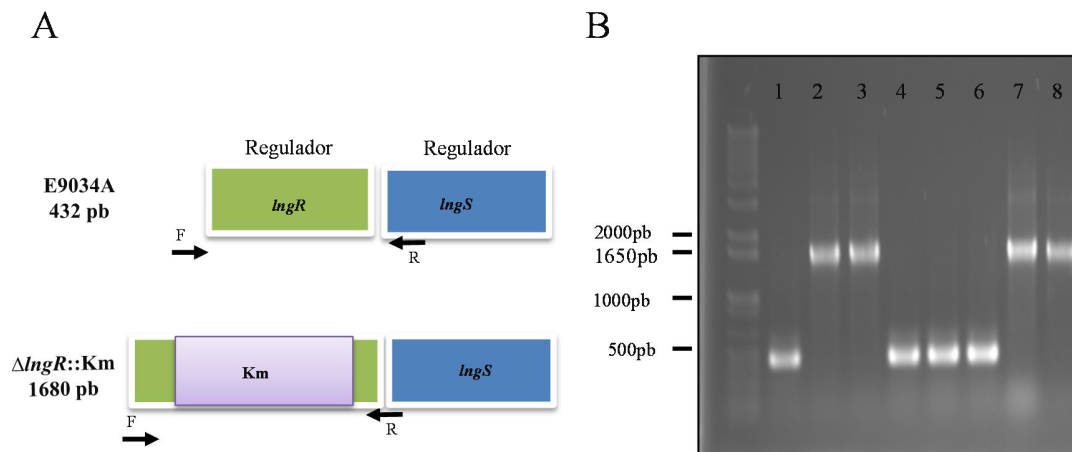 A
Regulador Regulador
E9034A
432 pb
lngR
lngS
F
R
ΔlngR::Km
1680 pb
Km
lngS
F
R
B
1 2 3 4 5 6 7 8
2000pb
1650pb
1000pb
500pb